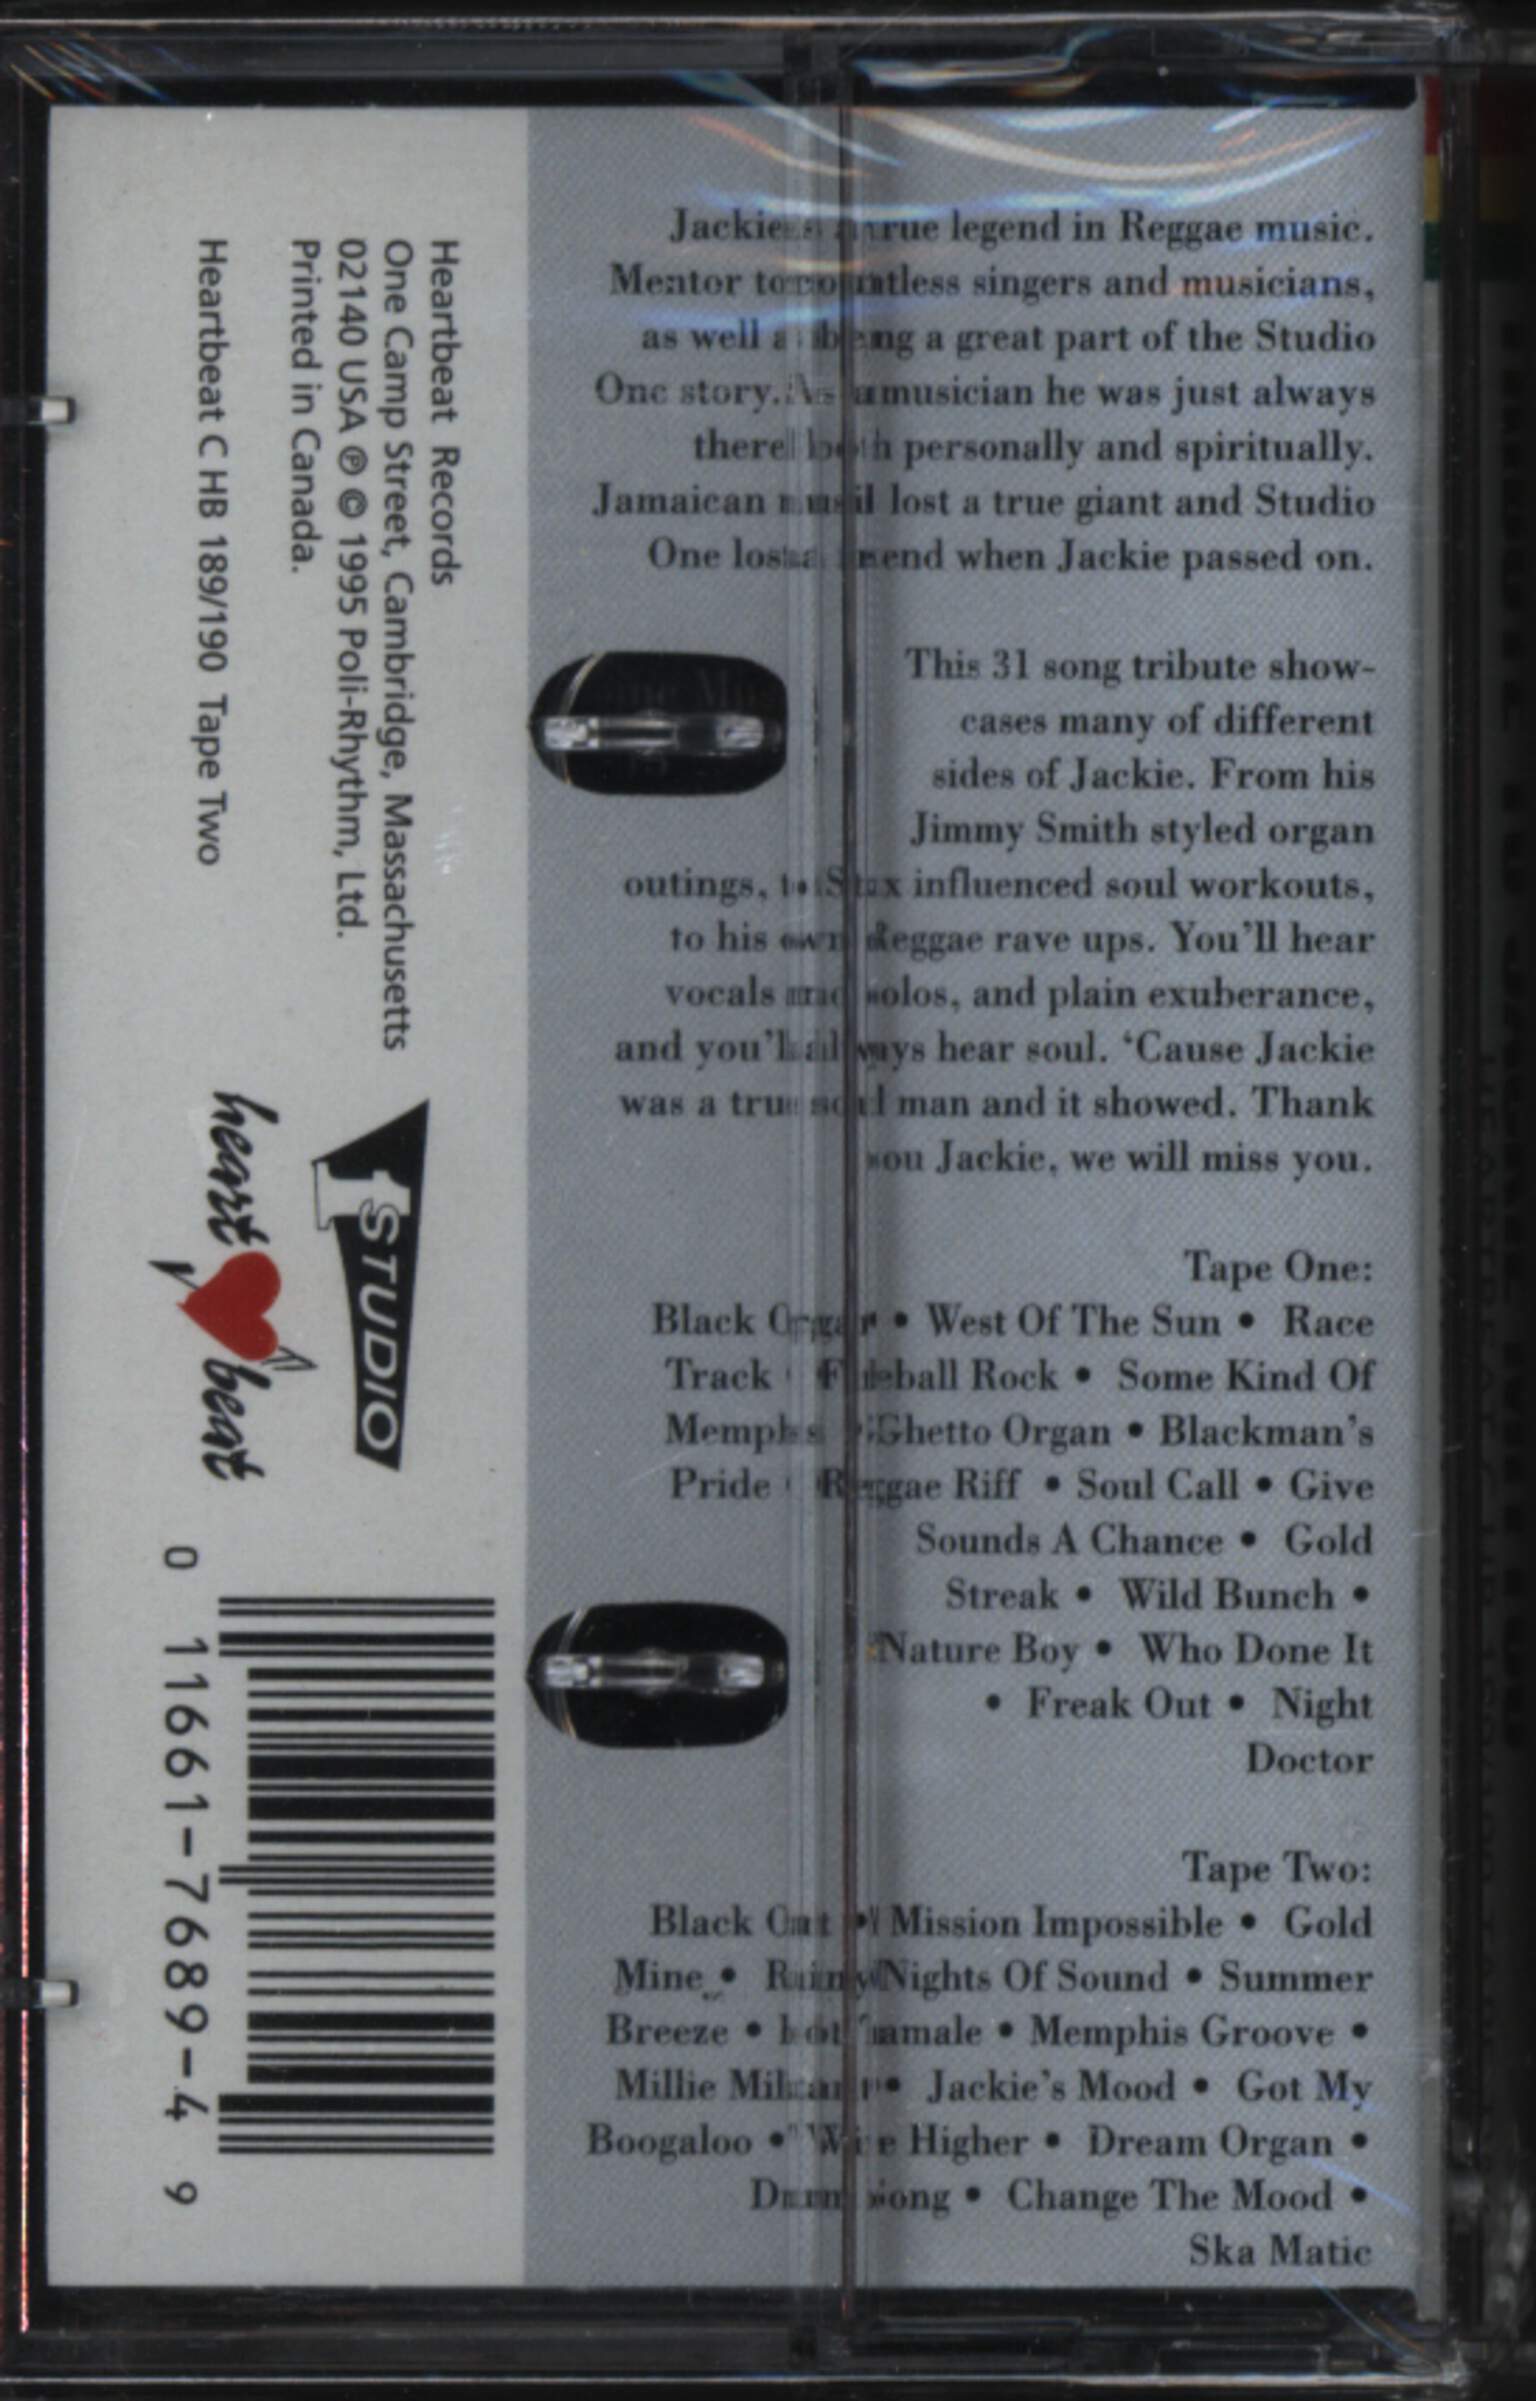 Jackie is a true legend in Reggae music.
Mentor to countless singers and musicians,
as well as being a great part of the Studio
One story. As a musician he was just always
there both personally and spiritually.
Jamaican music lost a true giant and Studio
One lost a friend when Jackie passed on.
This 31 song tribute show-
cases many of different
sides of Jackie. From his
Jimmy Smith styled organ
outings, to Stax influenced soul workouts,
to his own Reggae rave ups. You'll hear
vocals and solos, and plain exuberance,
and you'll always hear soul. 'Cause Jackie
was a true soul man and it showed. Thank
you Jackie, we will miss you.
Tape One:
Black Organ • West Of The Sun • Race
Track • Fireball Rock • Some Kind Of
Memphis • Ghetto Organ • Blackman's
Pride • Reggae Riff • Soul Call • Give
Sounds A Chance • Gold
Streak • Wild Bunch •
Nature Boy • Who Done It
• Freak Out • Night
Doctor
Tape Two:
Black Out • Mission Impossible • Gold
Mine • Rainy Nights Of Sound • Summer
Breeze • Hot Tamale • Memphis Groove •
Millie Militant • Jackie's Mood • Got My
Boogaloo • Wire Higher • Dream Organ •
Drum Song • Change The Mood •
Ska Matic
Heartbeat Records
One Camp Street, Cambridge, Massachusetts
02140 USA ℗ © 1995 Poli-Rhythm, Ltd.
Printed in Canada.
Heartbeat C HB 189/190 Tape Two
1 STUDIO
heart beat
0 11661-7689-4 9